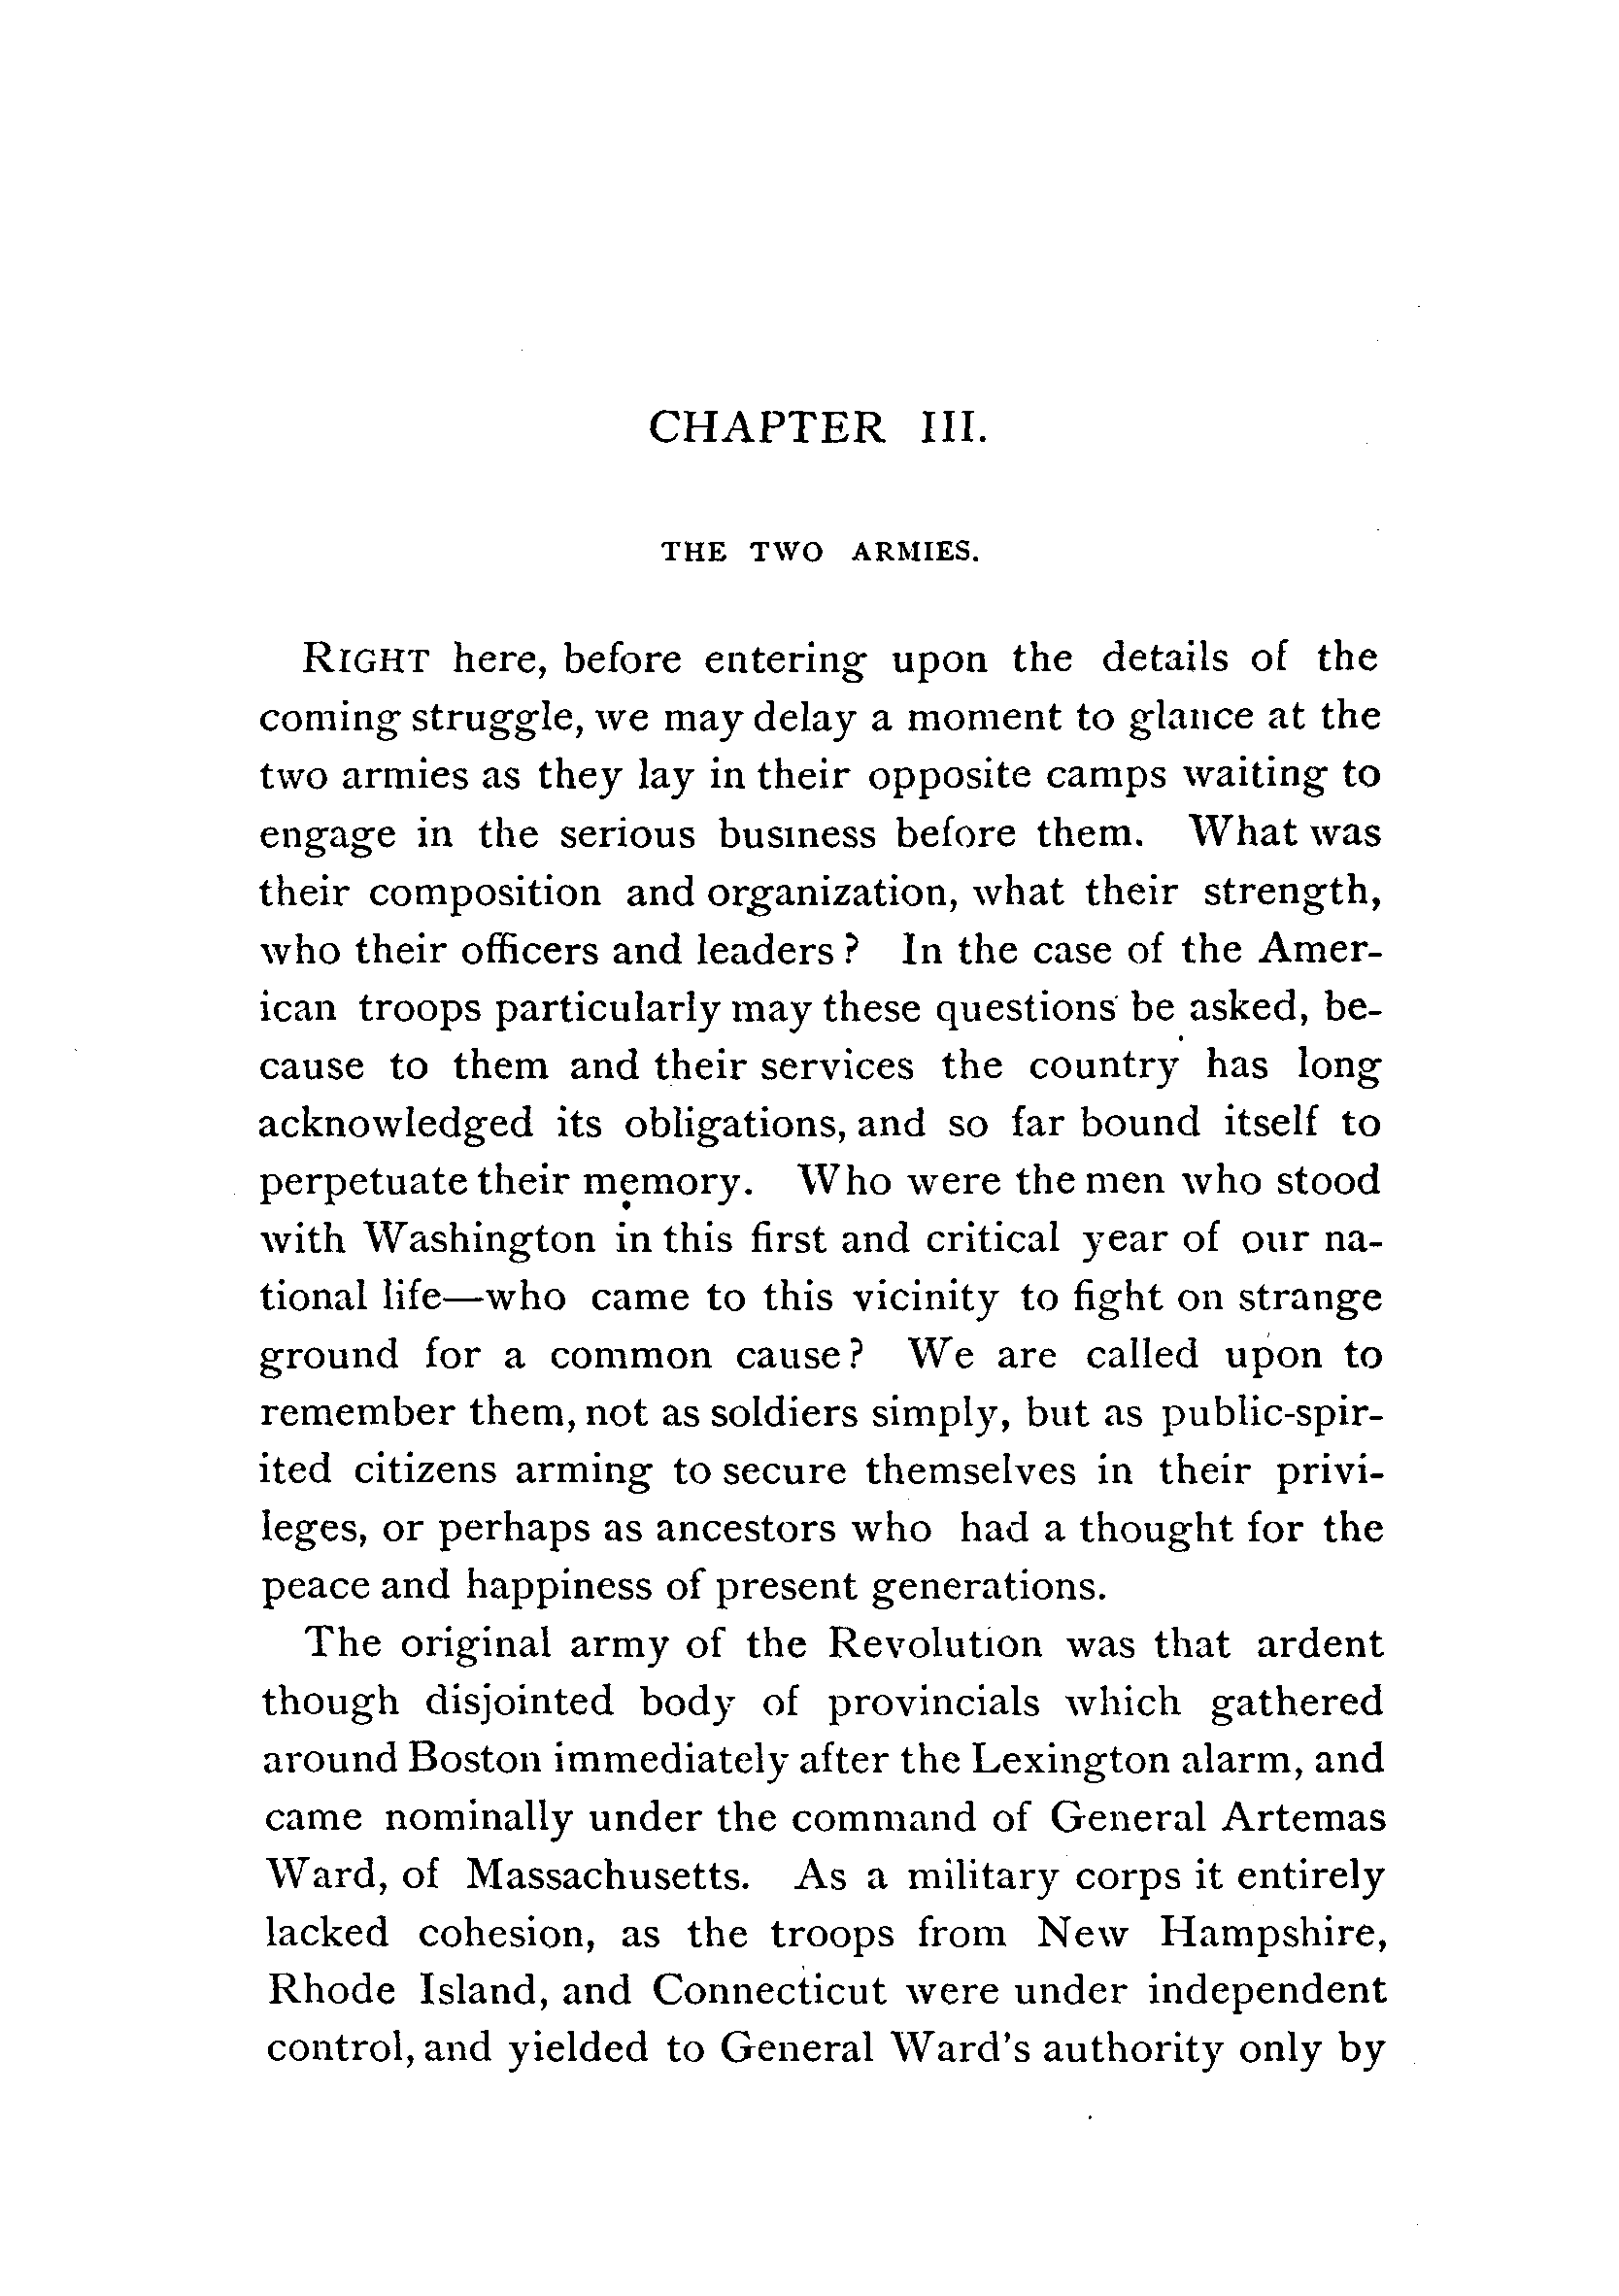 CHAPTER III.
THE TWO ARMIES.
RIGHT here, before entering upon the details of the
coming struggle, we may delay a moment to glance at the
two armies as they lay in their opposite camps waiting to
engage in the serious business before them. What was
their composition and organization, what their strength,
who their officers and leaders? In the case of the Amer-
ican troops particularly may these questions be asked, be-
cause to them and their services the country has long
acknowledged its obligations, and so far bound itself to
perpetuate their memory. Who were the men who stood
with Washington in this first and critical year of our na-
tional life—who came to this vicinity to fight on strange
ground for a common cause? We are called upon to
remember them, not as soldiers simply, but as public-spir-
ited citizens arming to secure themselves in their privi-
leges, or perhaps as ancestors who had a thought for the
peace and happiness of present generations.
The original army of the Revolution was that ardent
though disjointed body of provincials which gathered
around Boston immediately after the Lexington alarm, and
came nominally under the command of General Artemas
Ward, of Massachusetts. As a military corps it entirely
lacked cohesion, as the troops from New Hampshire,
Rhode Island, and Connecticut were under independent
control, and yielded to General Ward's authority only by